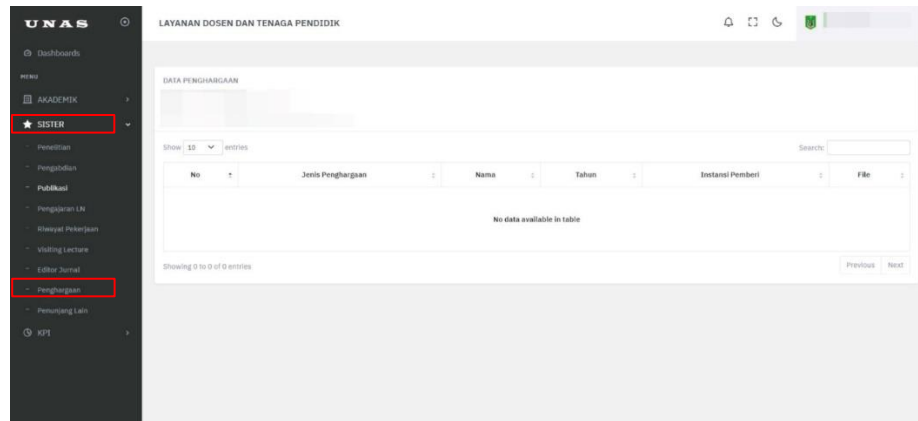 UNAS
LAYANAN DOSEN DAN TENAGA PENDIDIK
Dashboards
MENU
AKADEMIK
SISTER
Penelitian
Pengabdian
Publikasi
Pengajaran LN
Riwayat Pekerjaan
Visiting Lecture
Editor Jurnal
Penghargaan
Penunjang Lain
KPI
DATA PENGHARGAAN
Show 10 entries
Search:
No Jenis Penghargaan Nama Tahun Instansi Pemberi File
No data available in table
Showing 0 to 0 of 0 entries
Previous Next